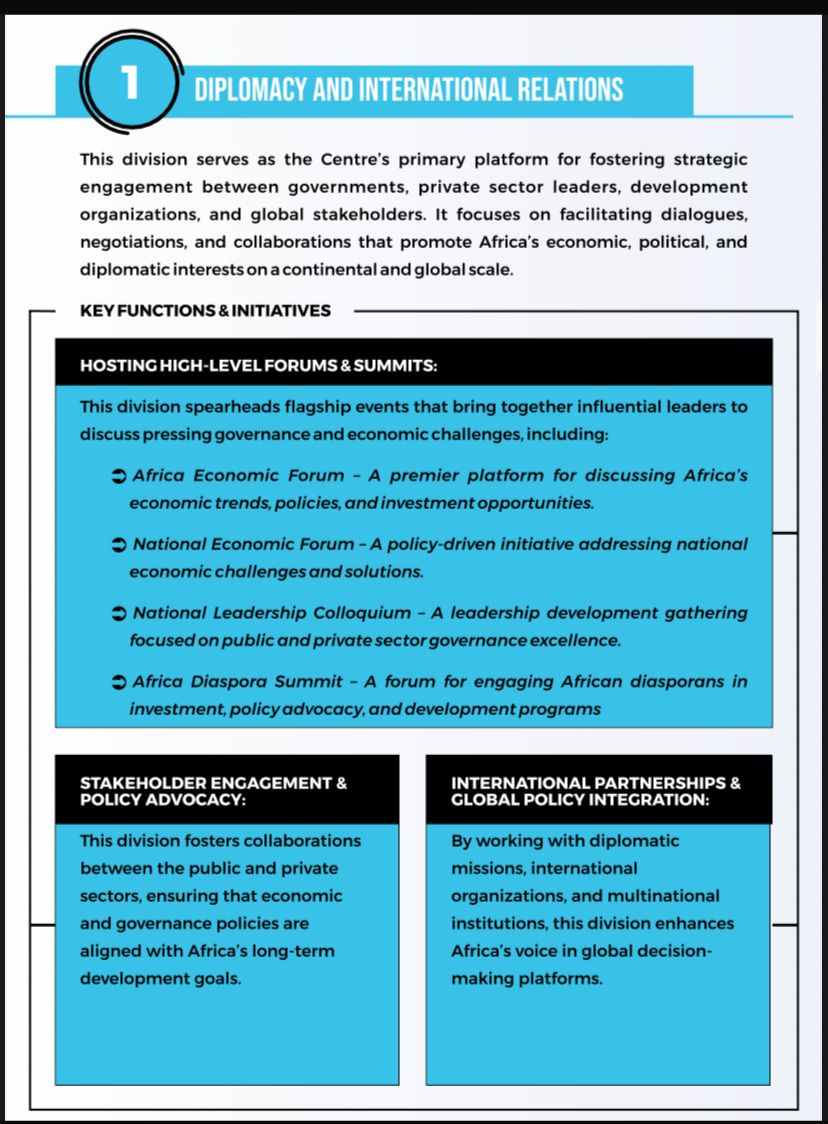 1
DIPLOMACY AND INTERNATIONAL RELATIONS
This division serves as the Centre's primary platform for fostering strategic
engagement between governments, private sector leaders, development
organizations, and global stakeholders. It focuses on facilitating dialogues,
negotiations, and collaborations that promote Africa's economic, political, and
diplomatic interests on a continental and global scale.
KEY FUNCTIONS & INITIATIVES
HOSTING HIGH-LEVEL FORUMS & SUMMITS:
This division spearheads flagship events that bring together influential leaders to
discuss pressing governance and economic challenges, including:
➲ Africa Economic Forum – A premier platform for discussing Africa's
economic trends, policies, and investment opportunities.
➲ National Economic Forum – A policy-driven initiative addressing national
economic challenges and solutions.
➲ National Leadership Colloquium – A leadership development gathering
focused on public and private sector governance excellence.
➲ Africa Diaspora Summit – A forum for engaging African diasporans in
investment, policy advocacy, and development programs
STAKEHOLDER ENGAGEMENT &
POLICY ADVOCACY:
This division fosters collaborations
between the public and private
sectors, ensuring that economic
and governance policies are
aligned with Africa's long-term
development goals.
INTERNATIONAL PARTNERSHIPS &
GLOBAL POLICY INTEGRATION:
By working with diplomatic
missions, international
organizations, and multinational
institutions, this division enhances
Africa's voice in global decision-
making platforms.